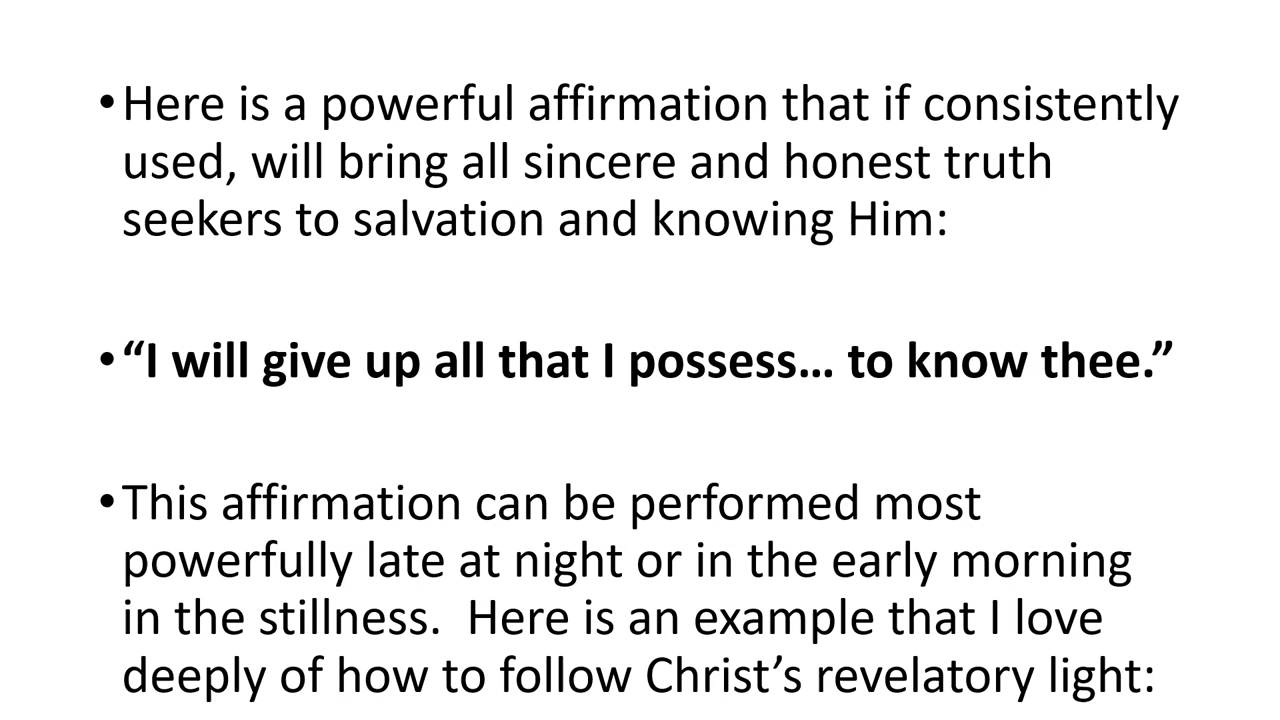 •Here is a powerful affirmation that if consistently
used, will bring all sincere and honest truth
seekers to salvation and knowing Him:
•“I will give up all that I possess… to know thee.”
•This affirmation can be performed most
powerfully late at night or in the early morning
in the stillness.  Here is an example that I love
deeply of how to follow Christ’s revelatory light: